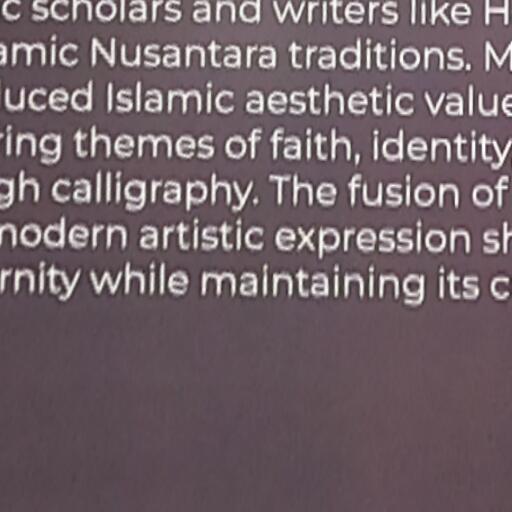 c scholars and writers like H
amic Nusantara traditions. M
luced Islamic aesthetic value
ring themes of faith, identity
gh calligraphy. The fusion of
nodern artistic expression sh
rnity while maintaining its c